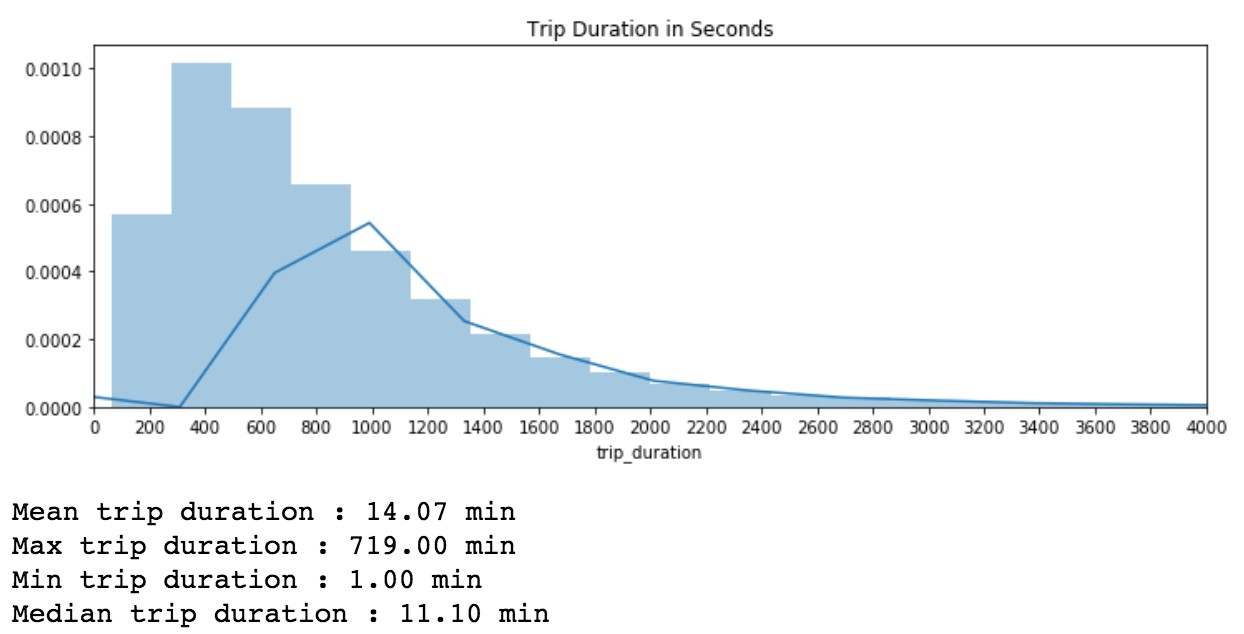 Trip Duration in Seconds
0.0010
0.0008
0.0006
0.0004
0.0002
0.0000
0 200 400 600 800 1000 1200 1400 1600 1800 2000 2200 2400 2600 2800 3000 3200 3400 3600 3800 4000
trip_duration
Mean trip duration : 14.07 min
Max trip duration : 719.00 min
Min trip duration : 1.00 min
Median trip duration : 11.10 min